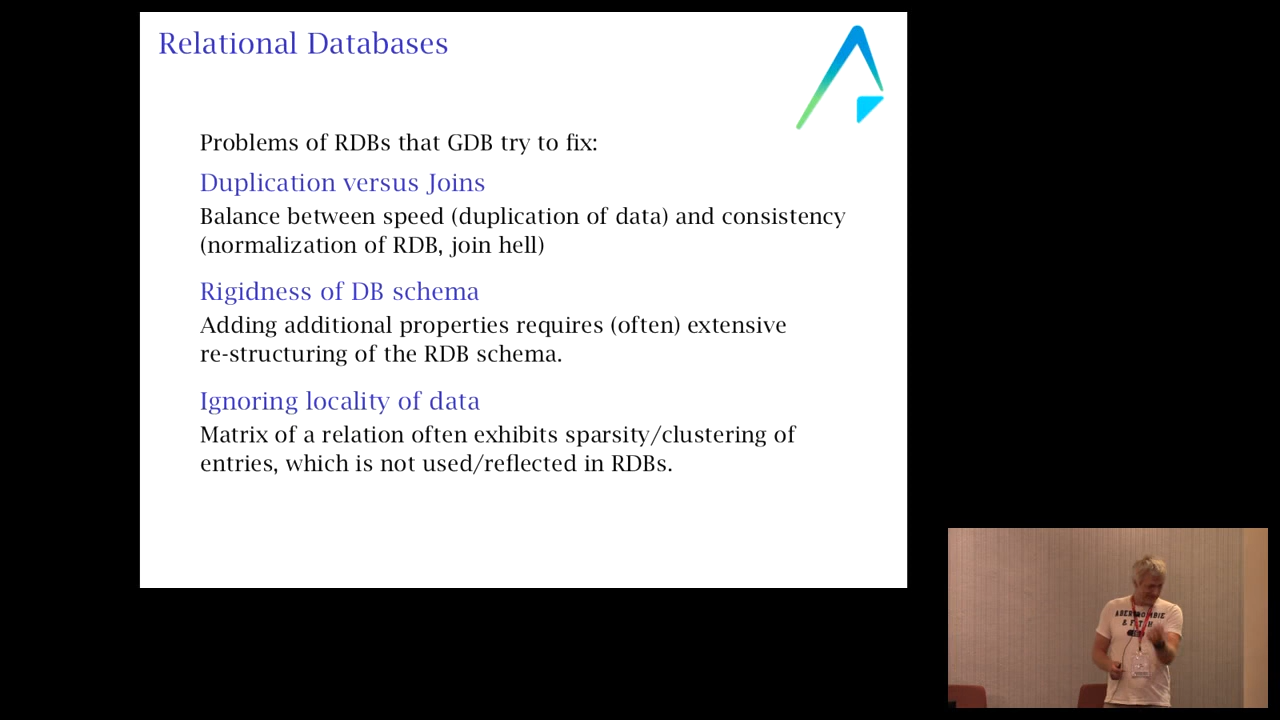 Relational Databases
Problems of RDBs that GDB try to fix:
Duplication versus Joins
Balance between speed (duplication of data) and consistency
(normalization of RDB, join hell)
Rigidness of DB schema
Adding additional properties requires (often) extensive
re-structuring of the RDB schema.
Ignoring locality of data
Matrix of a relation often exhibits sparsity/clustering of
entries, which is not used/reflected in RDBs.
ABERCROMBIE
& FITCH